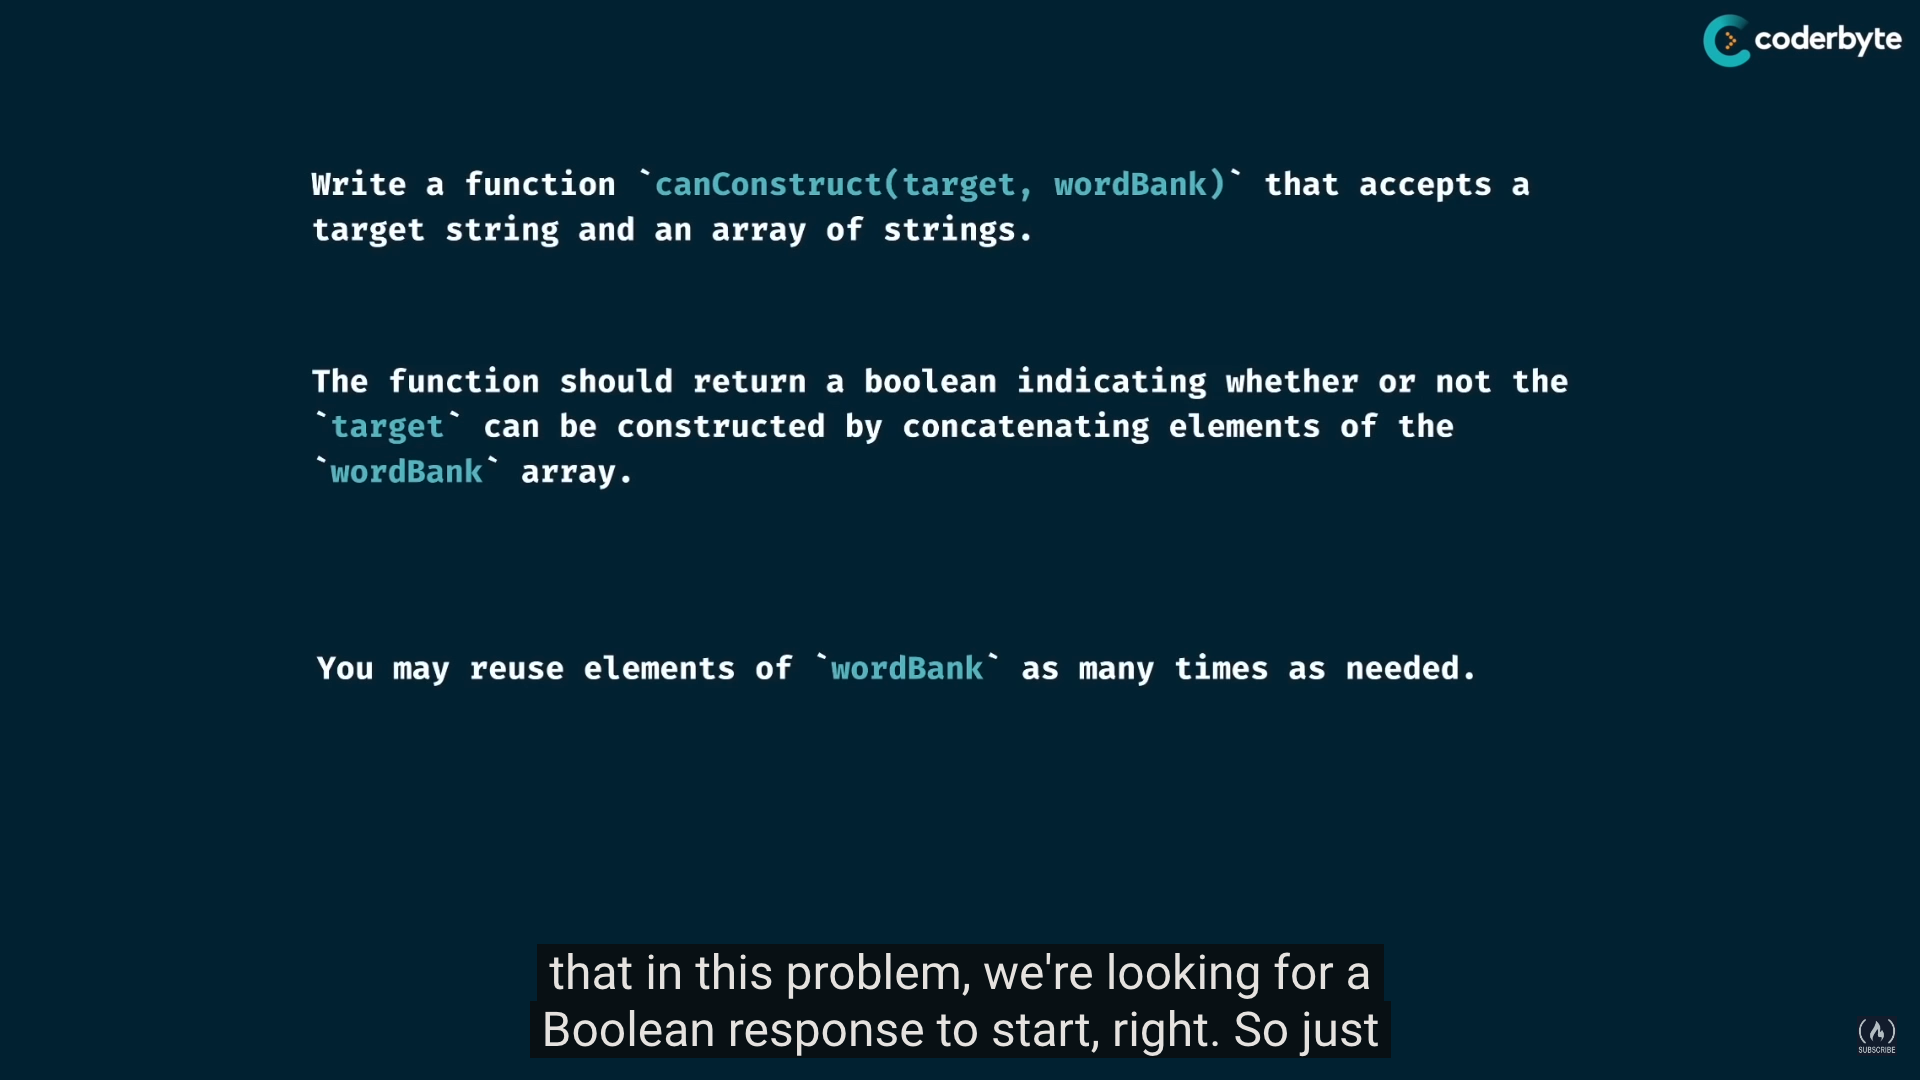 coderbyte
Write a function `canConstruct(target, wordBank)` that accepts a
target string and an array of strings.
The function should return a boolean indicating whether or not the
`target` can be constructed by concatenating elements of the
`wordBank` array.
You may reuse elements of `wordBank` as many times as needed.
that in this problem, we're looking for a
Boolean response to start, right. So just
SUBSCRIBE